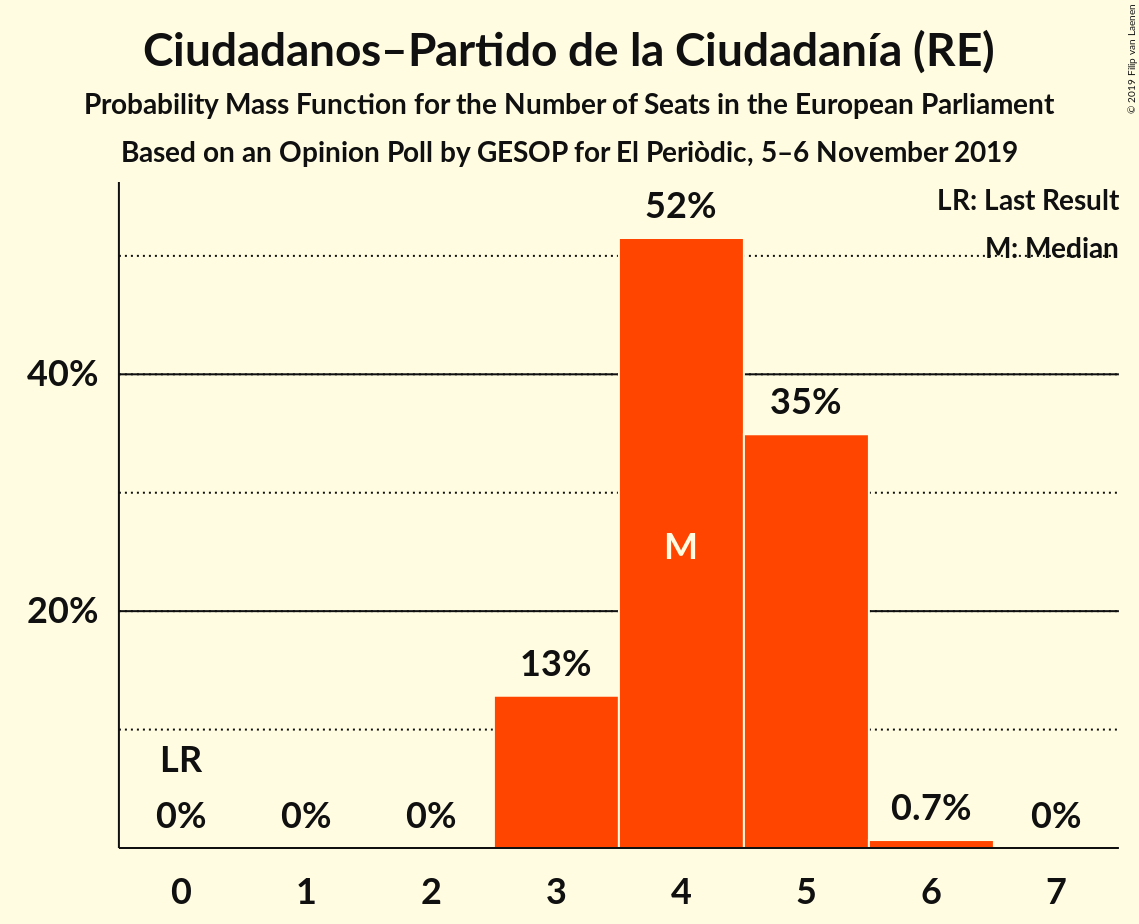 Ciudadanos–Partido de la Ciudadanía (RE)
Probability Mass Function for the Number of Seats in the European Parliament
Based on an Opinion Poll by GESOP for El Periòdic, 5–6 November 2019
© 2019 Filip van Laenen
LR: Last Result
M: Median
52%
40%
35%
M
20%
13%
LR
0%
0%
0%
0.7%
0%
0
1
2
3
4
5
6
7